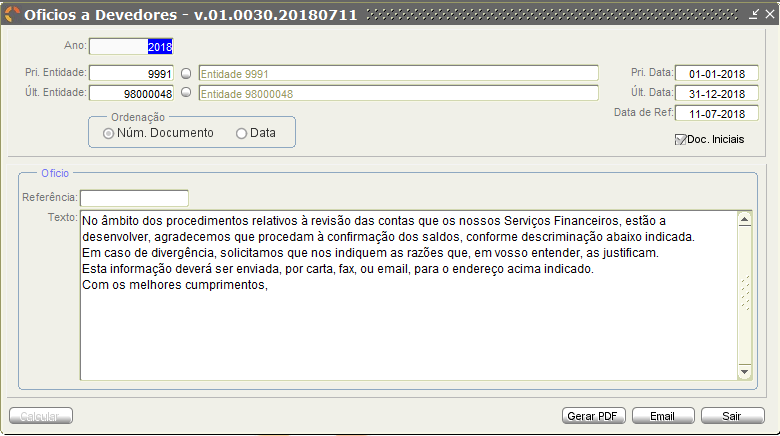 Oficios a Devedores - v.01.0030.20180711
Ano: 2018
Pri. Entidade: 9991 Entidade 9991 Pri. Data: 01-01-2018
Últ. Entidade: 98000048 Entidade 98000048 Últ. Data: 31-12-2018
Data de Ref: 11-07-2018
Ordenação
Núm. Documento Data
Doc. Iniciais
Oficio
Referência:
Texto:
No âmbito dos procedimentos relativos à revisão das contas que os nossos Serviços Financeiros, estão a
desenvolver, agradecemos que procedam à confirmação dos saldos, conforme descriminação abaixo indicada.
Em caso de divergência, solicitamos que nos indiquem as razões que, em vosso entender, as justificam.
Esta informação deverá ser enviada, por carta, fax, ou email, para o endereço acima indicado.
Com os melhores cumprimentos,
Calcular Gerar PDF Email Sair